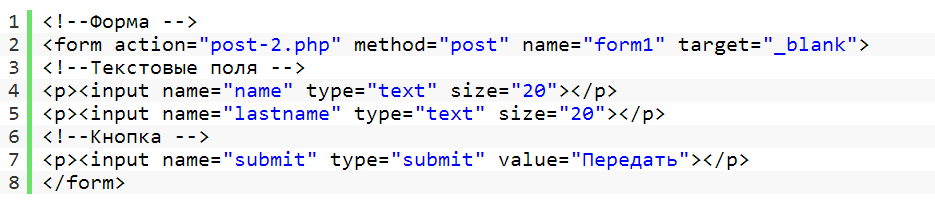 1 <!--Форма -->
2 <form action="post-2.php" method="post" name="form1" target="_blank">
3 <!--Текстовые поля -->
4 <p><input name="name" type="text" size="20"></p>
5 <p><input name="lastname" type="text" size="20"></p>
6 <!--Кнопка -->
7 <p><input name="submit" type="submit" value="Передать"></p>
8 </form>